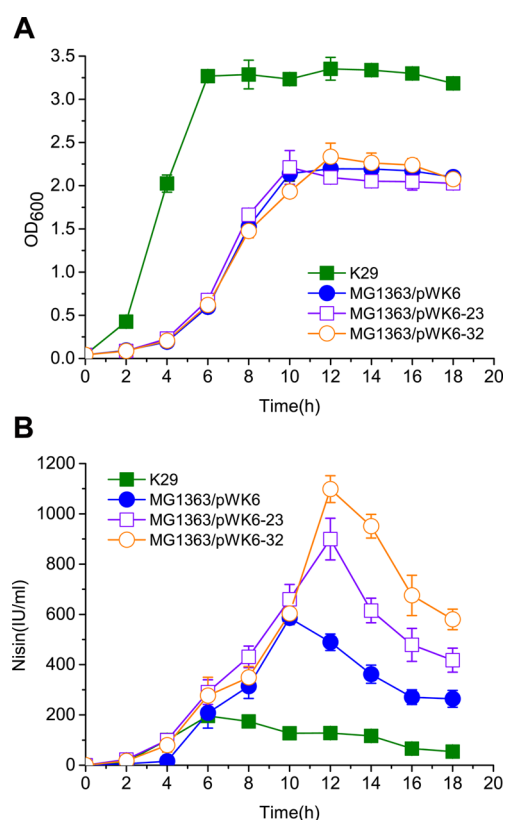 A
3.5
3.0
2.5
2.0
1.5
1.0
0.5
0.0
OD600
K29
MG1363/pWK6
MG1363/pWK6-23
MG1363/pWK6-32
0 2 4 6 8 10 12 14 16 18 20
Time(h)
B
1200
1000
800
600
400
200
0
Nisin(IU/ml)
K29
MG1363/pWK6
MG1363/pWK6-23
MG1363/pWK6-32
0 2 4 6 8 10 12 14 16 18 20
Time(h)